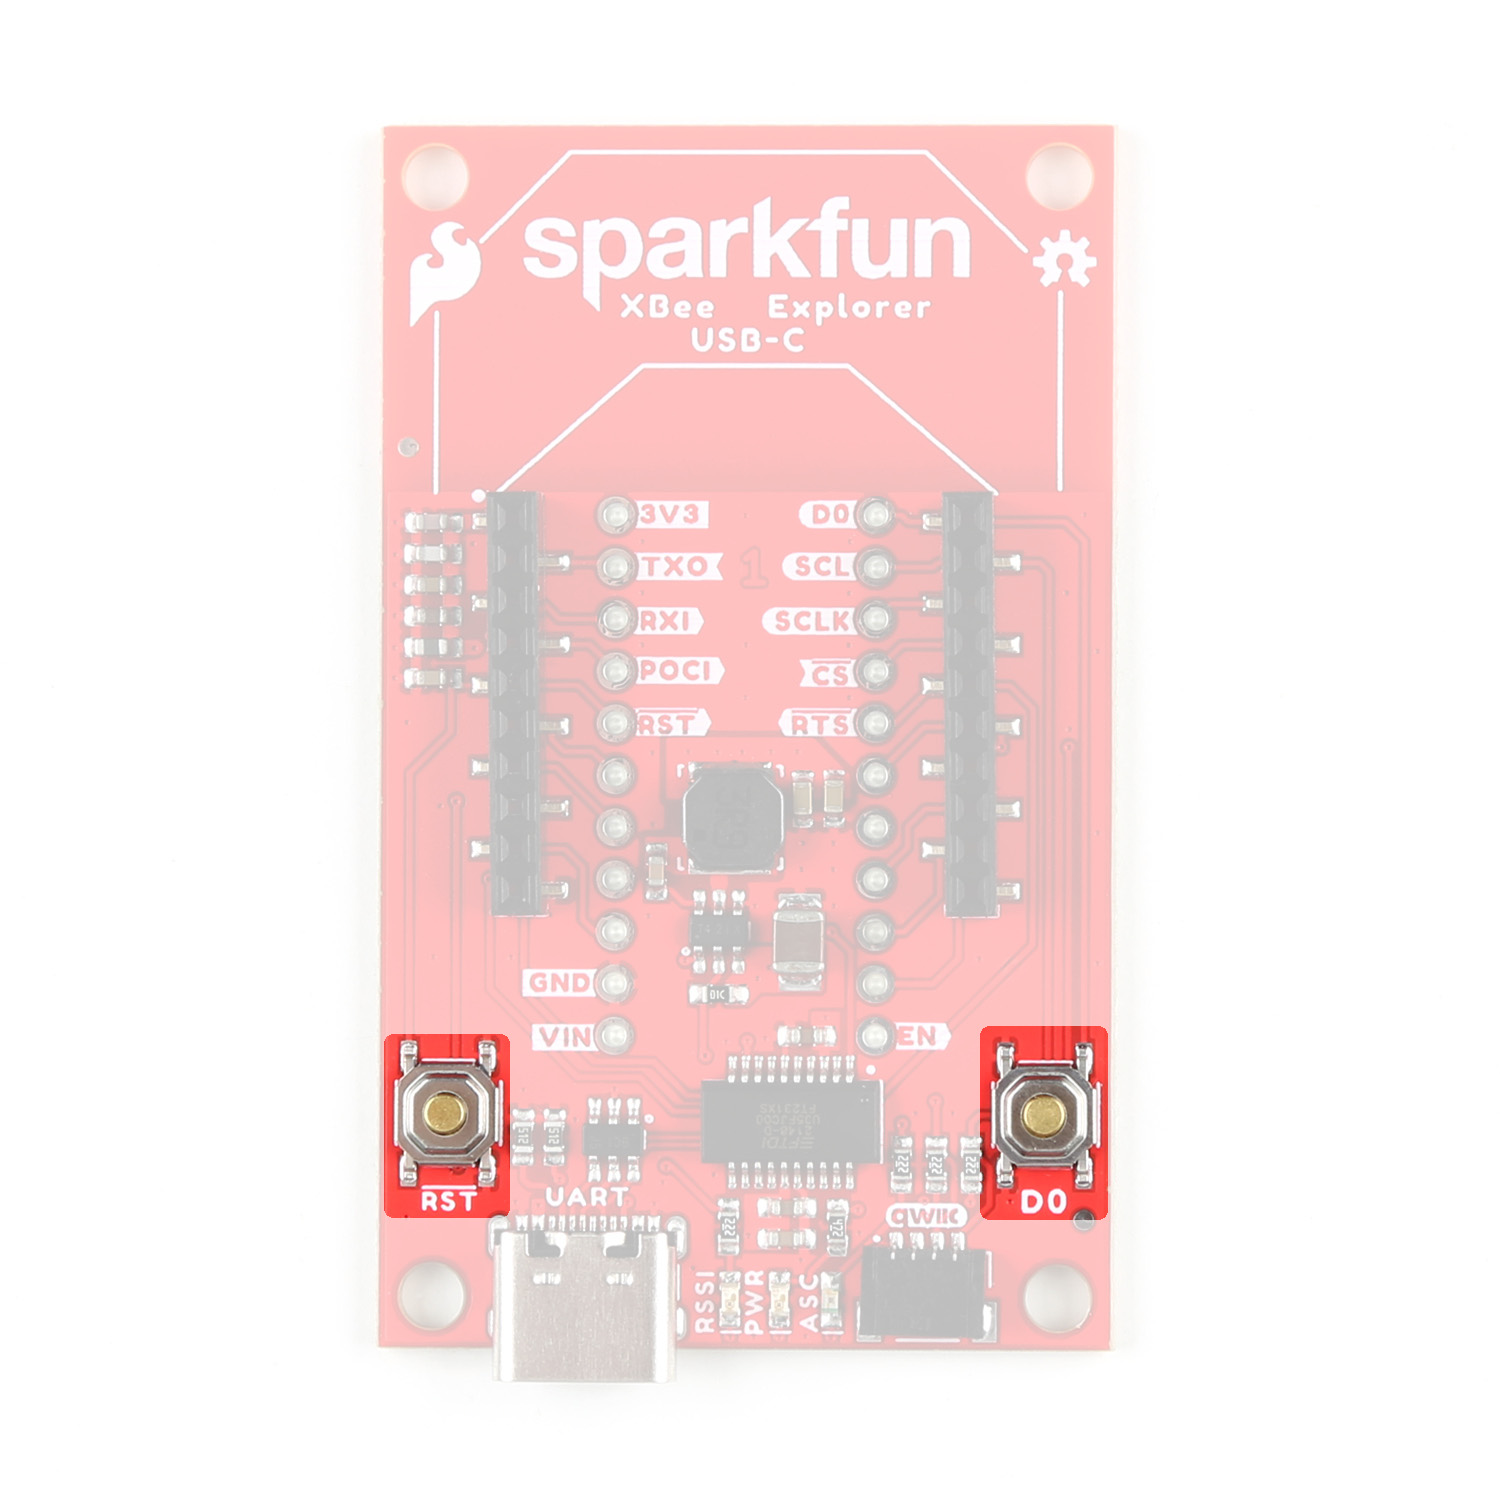 sparkfun
XBee Explorer
USB-C
3V3 D0
TXO 1 SCL
RXI SCLK
POCI CS
RST RTS
GND
VIN EN
RST UART D0
qwiic
RSSI PWR ASC